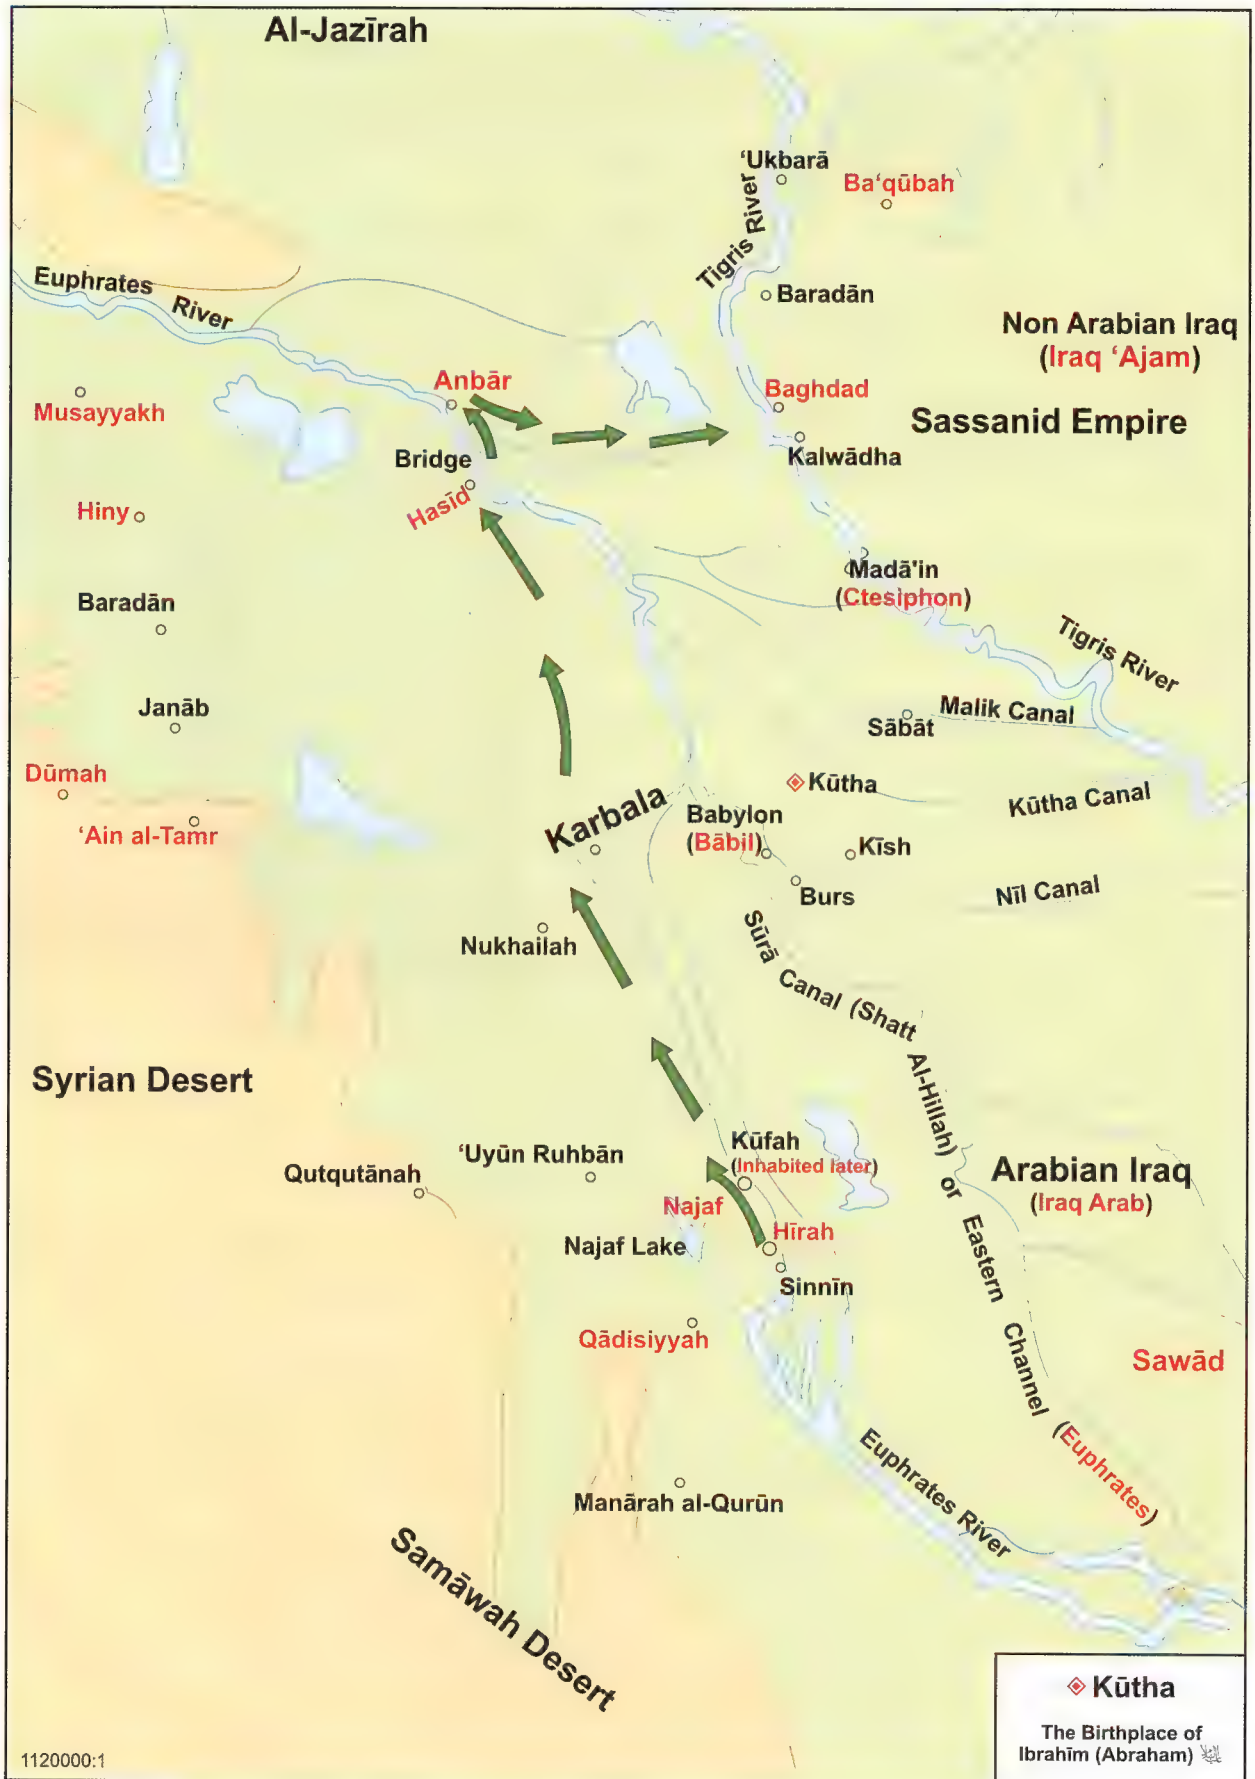 Al-Jazīrah
‘Ukbarā
Ba‘qūbah
Tigris River
Euphrates River
Baradān
Non Arabian Iraq
(Iraq ‘Ajam)
Anbār
Baghdad
Musayyakh
Sassanid Empire
Bridge
Kalwādha
Hasīd
Hiny
Madā'in
(Ctesiphon)
Baradān
Tigris River
Janāb
Malik Canal
Sābāt
Dūmah
Kūtha
Kūtha Canal
‘Ain al-Tamr
Karbala
Babylon
(Bābil)
Kīsh
Burs
Nīl Canal
Nukhailah
Sūrā Canal (Shatt Al-Hillah) or Eastern Channel (Euphrates)
Syrian Desert
Kūfah
(Inhabited later)
‘Uyūn Ruhbān
Qutqutānah
Arabian Iraq
(Iraq Arab)
Najaf
Hīrah
Najaf Lake
Sinnīn
Qādisiyyah
Sawād
Euphrates River
Manārah al-Qurūn
Samāwah Desert
Kūtha
The Birthplace of
Ibrahīm (Abraham)
1120000:1